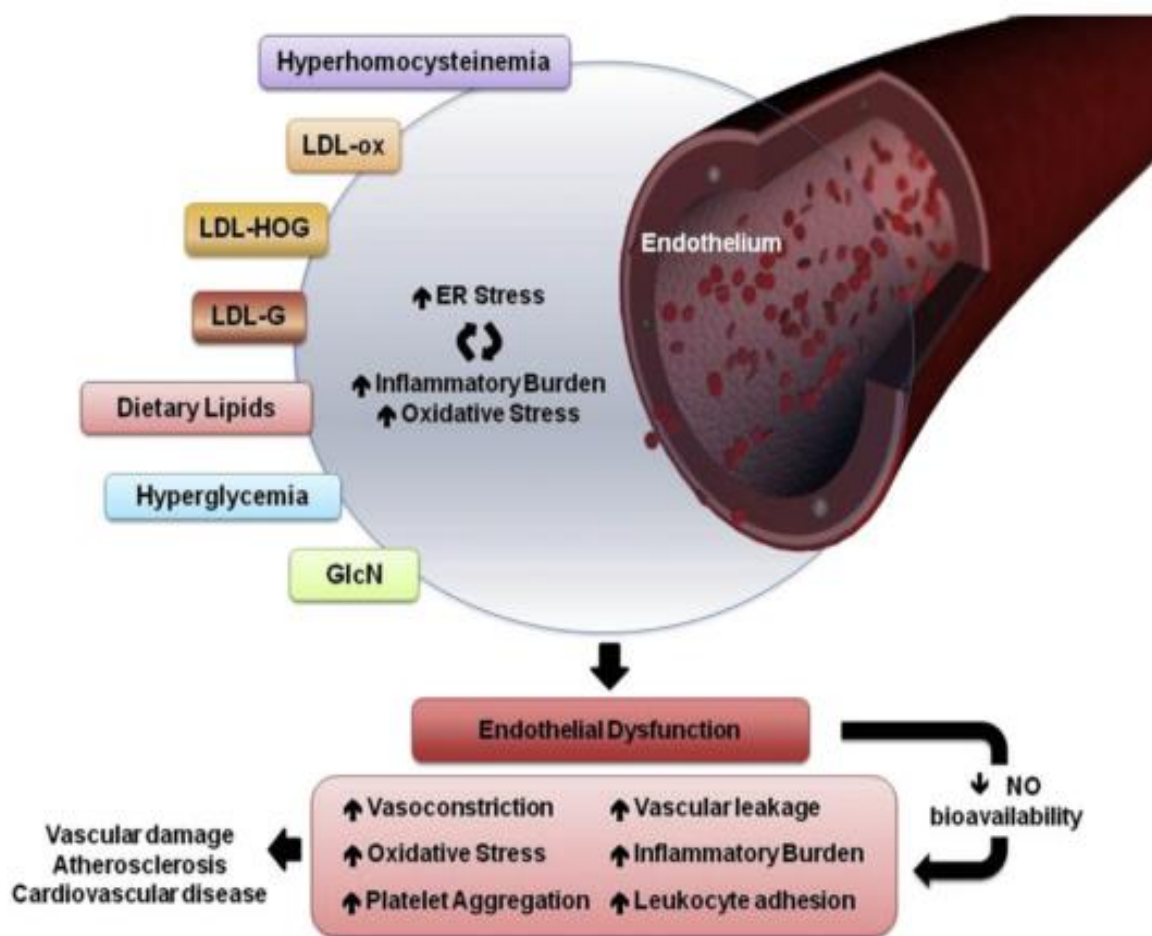 Hyperhomocysteinemia
LDL-ox
LDL-HOG
LDL-G
Dietary Lipids
Hyperglycemia
GlcN
Endothelium
ER Stress
Inflammatory Burden
Oxidative Stress
Endothelial Dysfunction
NO
bioavailability
Vasoconstriction
Vascular leakage
Oxidative Stress
Inflammatory Burden
Platelet Aggregation
Leukocyte adhesion
Vascular damage
Atherosclerosis
Cardiovascular disease